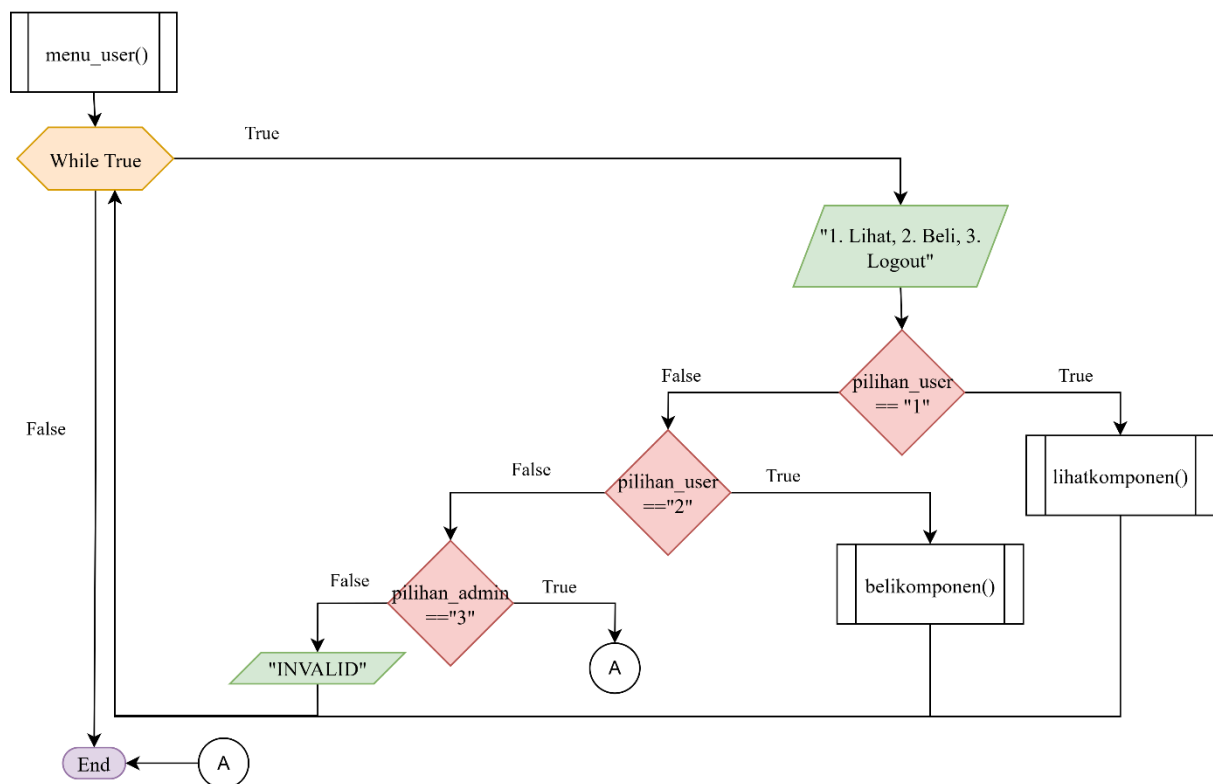 menu_user()
True
While True
"1. Lihat, 2. Beli, 3.
Logout"
False
pilihan_user
== "1"
True
False
False
pilihan_user
=="2"
True
lihatkomponen()
False
pilihan_admin
=="3"
True
belikomponen()
"INVALID"
A
End
A